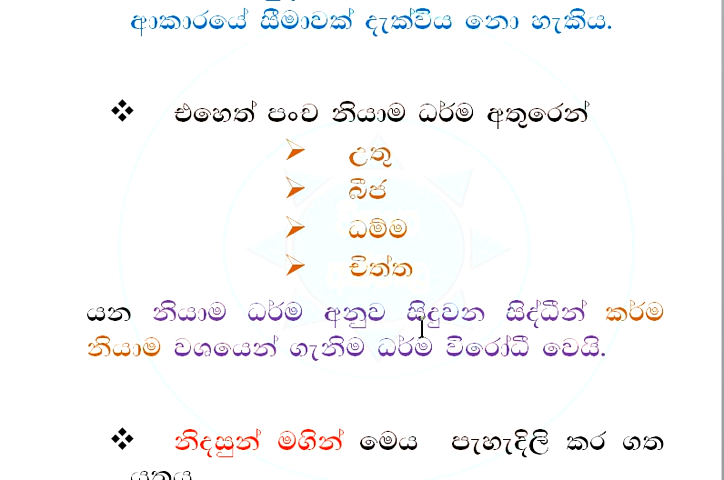 ආකාරයේ සීමාවක් දැක්විය නො හැකිය.
❖ එහෙත් පංච නියාම ධර්ම අතුරෙන්
➢ උතු
➢ බීජ
➢ ධම්ම
➢ චිත්ත
යන නියාම ධර්ම අනුව සිදුවන සිද්ධීන් කර්ම
නියාම වශයෙන් ගැනිම ධර්ම විරෝධී වෙයි.
❖ නිදසුන් මගින් මෙය පැහැදිලි කර ගත
යුතුය